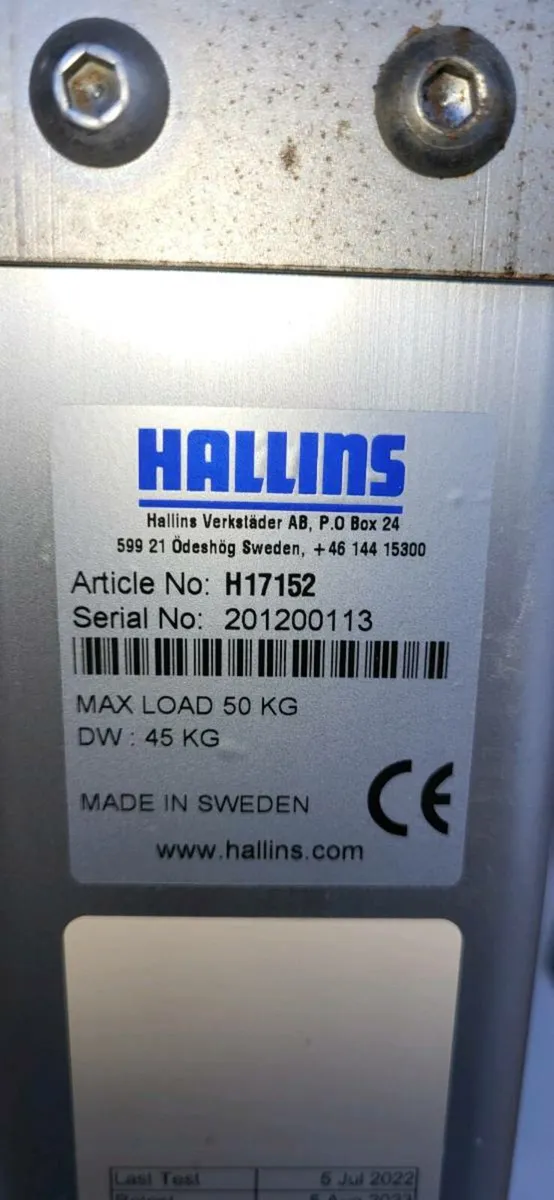 HALLINS
Hallins Verkstäder AB, P.O Box 24
599 21 Ödeshög Sweden, +46 144 15300
Article No: H17152
Serial No: 201200113
MAX LOAD 50 KG
DW : 45 KG
MADE IN SWEDEN
CE
www.hallins.com
Last Test 5 Jul 2022